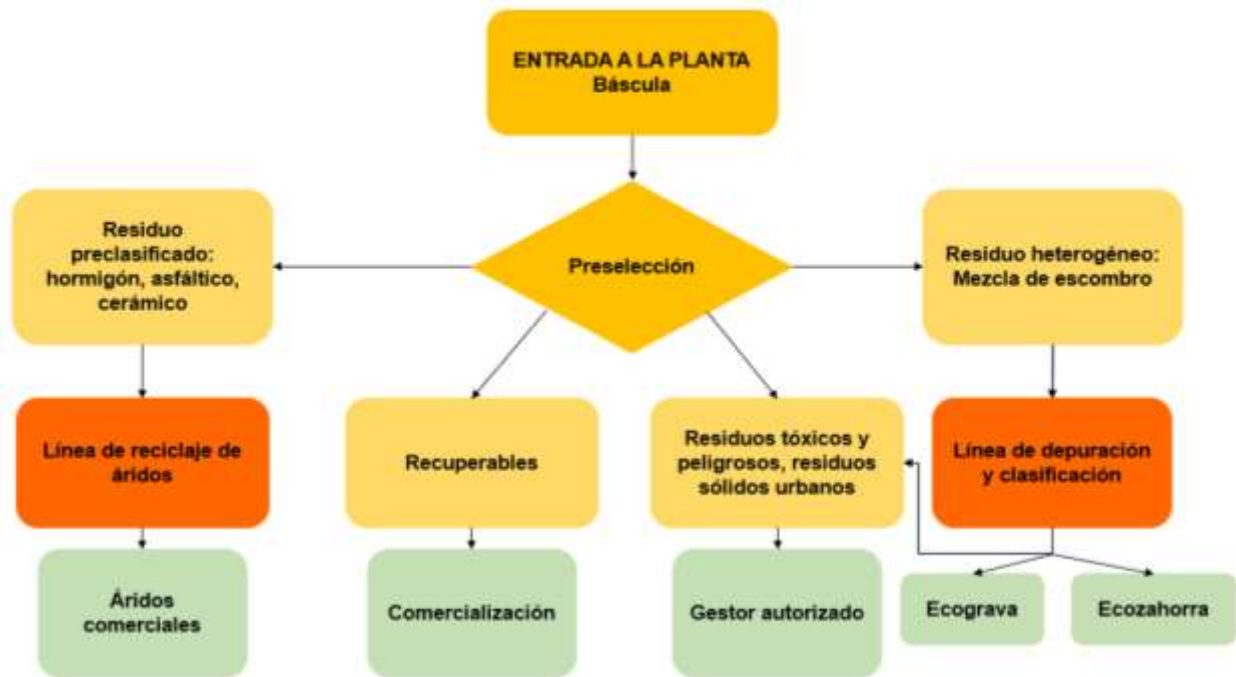 ENTRADA A LA PLANTA
Báscula
Residuo
preclasificado:
hormigón, asfáltico,
cerámico
Preselección
Residuo heterogéneo:
Mezcla de escombro
Línea de reciclaje de
áridos
Recuperables
Residuos tóxicos y
peligrosos, residuos
sólidos urbanos
Línea de depuración
y clasificación
Áridos
comerciales
Comercialización
Gestor autorizado
Ecograva
Ecozahorra